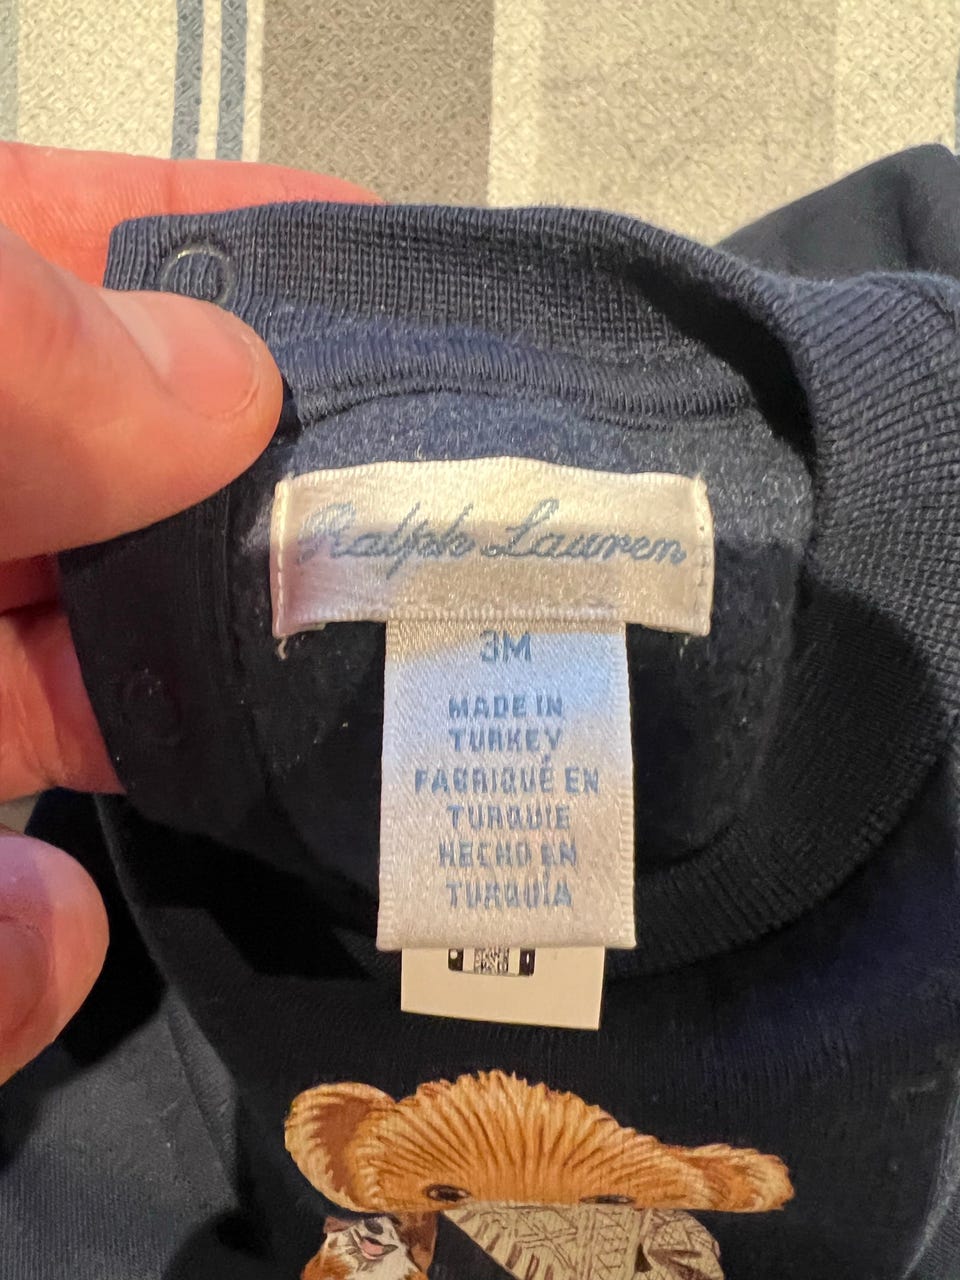 Ralph Lauren
3M
MADE IN
TURKEY
FABRIQUÉ EN
TURQUIE
HECHO EN
TURQUÍA